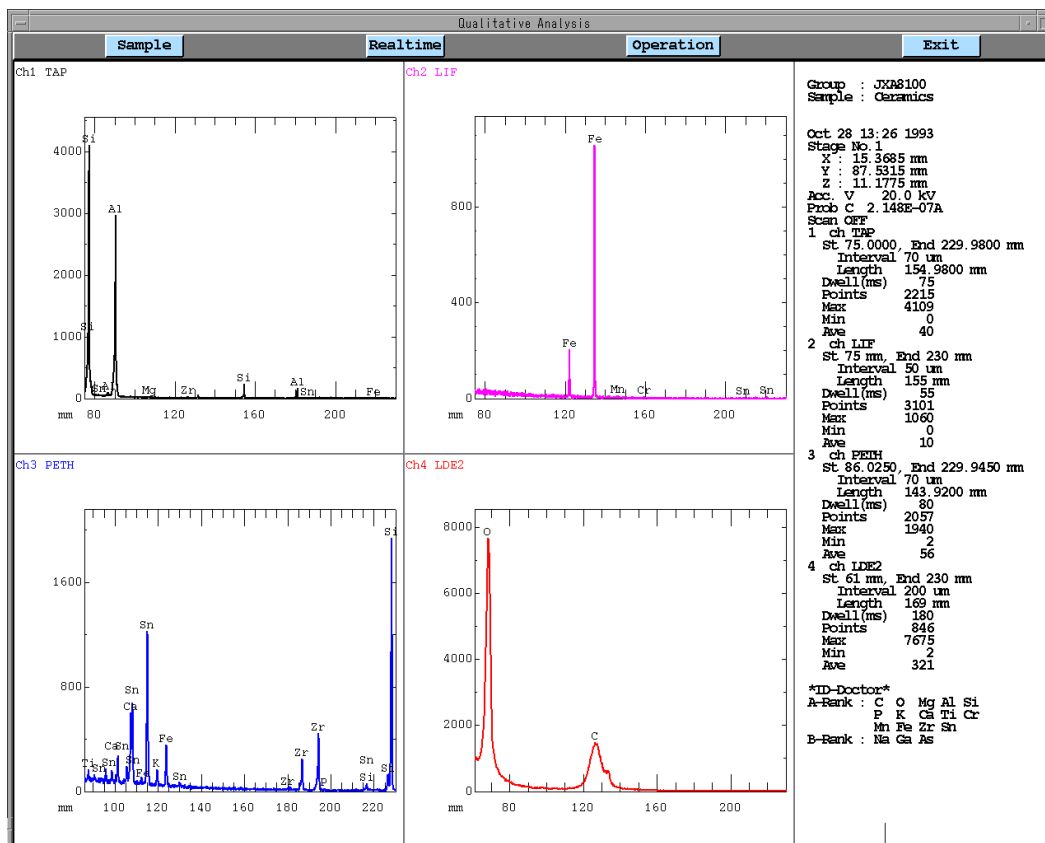 Qualitative Analysis
Sample Realtime Operation Exit
Ch1 TAP
Si
4000
Al
3000
2000
Si
1000
Si
Al
Sn
Mg
Zr
Sn
Fe
mm 80 120 160 200
Ch2 LIF
Fe
800
400
Fe
Mn
Cr
Sn
Sn
0
mm 80 120 160 200
Ch3 PETH
Si
1600
Sn
800
Sn
Ca
Zr
Fe
Ca
Sn
Zr
Sn
Ti
Sn
Sn
Fe
K
Sn
Zr
P
Sn
Si
0
mm 100 120 140 160 180 200 220
Ch4 LDE2
8000
O
6000
4000
2000
C
0
mm 80 120 160 200
Group : JXA8100
Sample : Ceramics
Oct 28 13:26 1993
Stage No.1
X : 15.3685 mm
Y : 87.5315 mm
Z : 11.1775 mm
Acc. V 20.0 kV
Prob C 2.148E-07A
Scan OFF
1 ch TAP
St 75.0000, End 229.9800 mm
Interval 70 um
Length 154.9800 mm
Dwell(ms) 75
Points 2215
Max 4109
Min 0
Ave 40
2 ch LIF
St 75 mm, End 230 mm
Interval 50 um
Length 155 mm
Dwell(ms) 55
Points 3101
Max 1060
Min 0
Ave 10
3 ch PETH
St 86.0250, End 229.9450 mm
Interval 70 um
Length 143.9200 mm
Dwell(ms) 80
Points 2057
Max 1940
Min 2
Ave 56
4 ch LDE2
St 61 mm, End 230 mm
Interval 200 um
Length 169 mm
Dwell(ms) 180
Points 846
Max 7675
Min 2
Ave 321
*ID-Doctor*
A-Rank : C O Mg Al Si
P K Ca Ti Cr
Mn Fe Zr Sn
B-Rank : Na Ga As